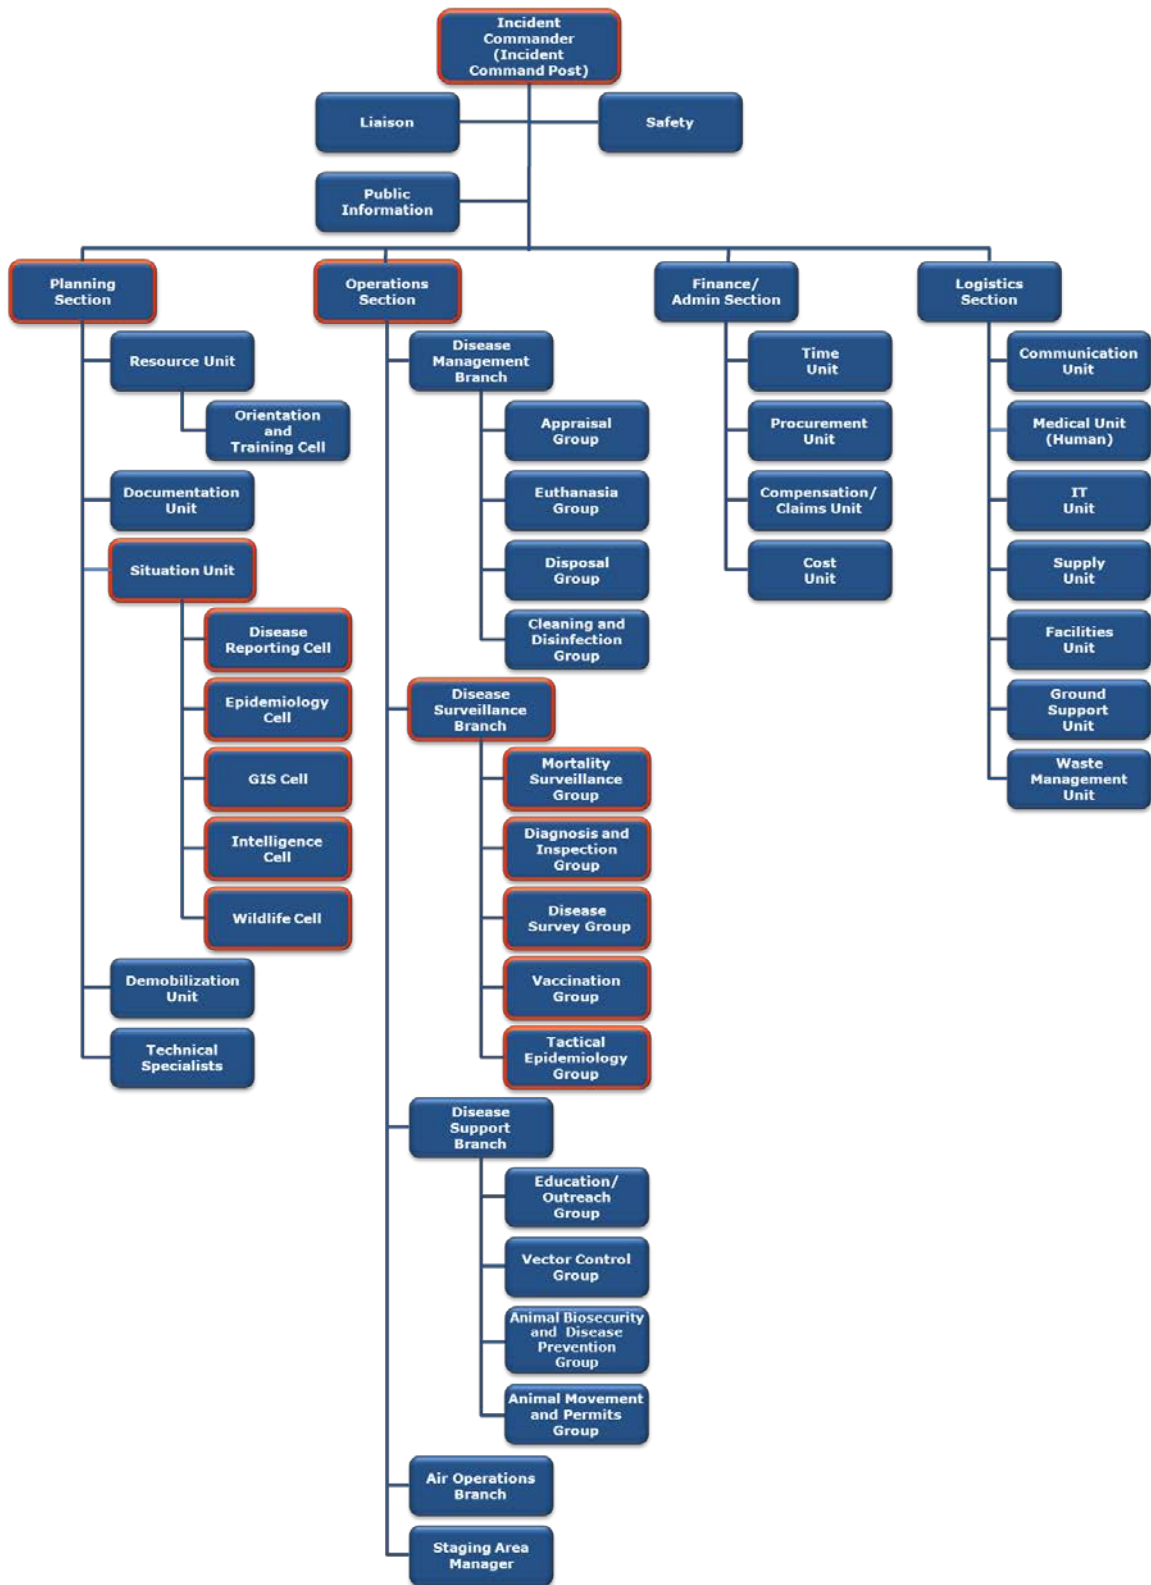 Incident
Commander
(Incident
Command Post)
Liaison
Safety
Public
Information
Planning
Section
Operations
Section
Finance/
Admin Section
Logistics
Section
Resource Unit
Orientation
and
Training Cell
Documentation
Unit
Situation Unit
Disease
Reporting Cell
Epidemiology
Cell
GIS Cell
Intelligence
Cell
Wildlife Cell
Demobilization
Unit
Technical
Specialists
Disease
Management
Branch
Appraisal
Group
Euthanasia
Group
Disposal
Group
Cleaning and
Disinfection
Group
Disease
Surveillance
Branch
Mortality
Surveillance
Group
Diagnosis and
Inspection
Group
Disease
Survey Group
Vaccination
Group
Tactical
Epidemiology
Group
Disease
Support
Branch
Education/
Outreach
Group
Vector Control
Group
Animal Biosecurity
and Disease
Prevention
Group
Animal Movement
and Permits
Group
Air Operations
Branch
Staging Area
Manager
Time
Unit
Procurement
Unit
Compensation/
Claims Unit
Cost
Unit
Communication
Unit
Medical Unit
(Human)
IT
Unit
Supply
Unit
Facilities
Unit
Ground
Support
Unit
Waste
Management
Unit